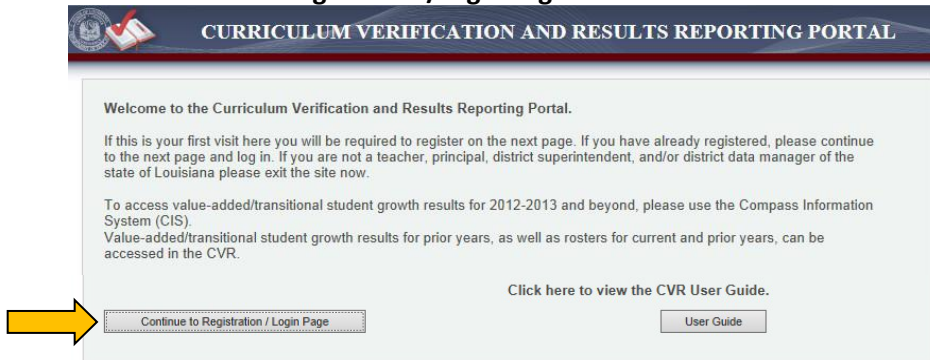 CURRICULUM VERIFICATION AND RESULTS REPORTING PORTAL
Welcome to the Curriculum Verification and Results Reporting Portal.
If this is your first visit here you will be required to register on the next page. If you have already registered, please continue
to the next page and log in. If you are not a teacher, principal, district superintendent, and/or district data manager of the
state of Louisiana please exit the site now.
To access value-added/transitional student growth results for 2012-2013 and beyond, please use the Compass Information
System (CIS).
Value-added/transitional student growth results for prior years, as well as rosters for current and prior years, can be
accessed in the CVR.
Click here to view the CVR User Guide.
Continue to Registration / Login Page
User Guide